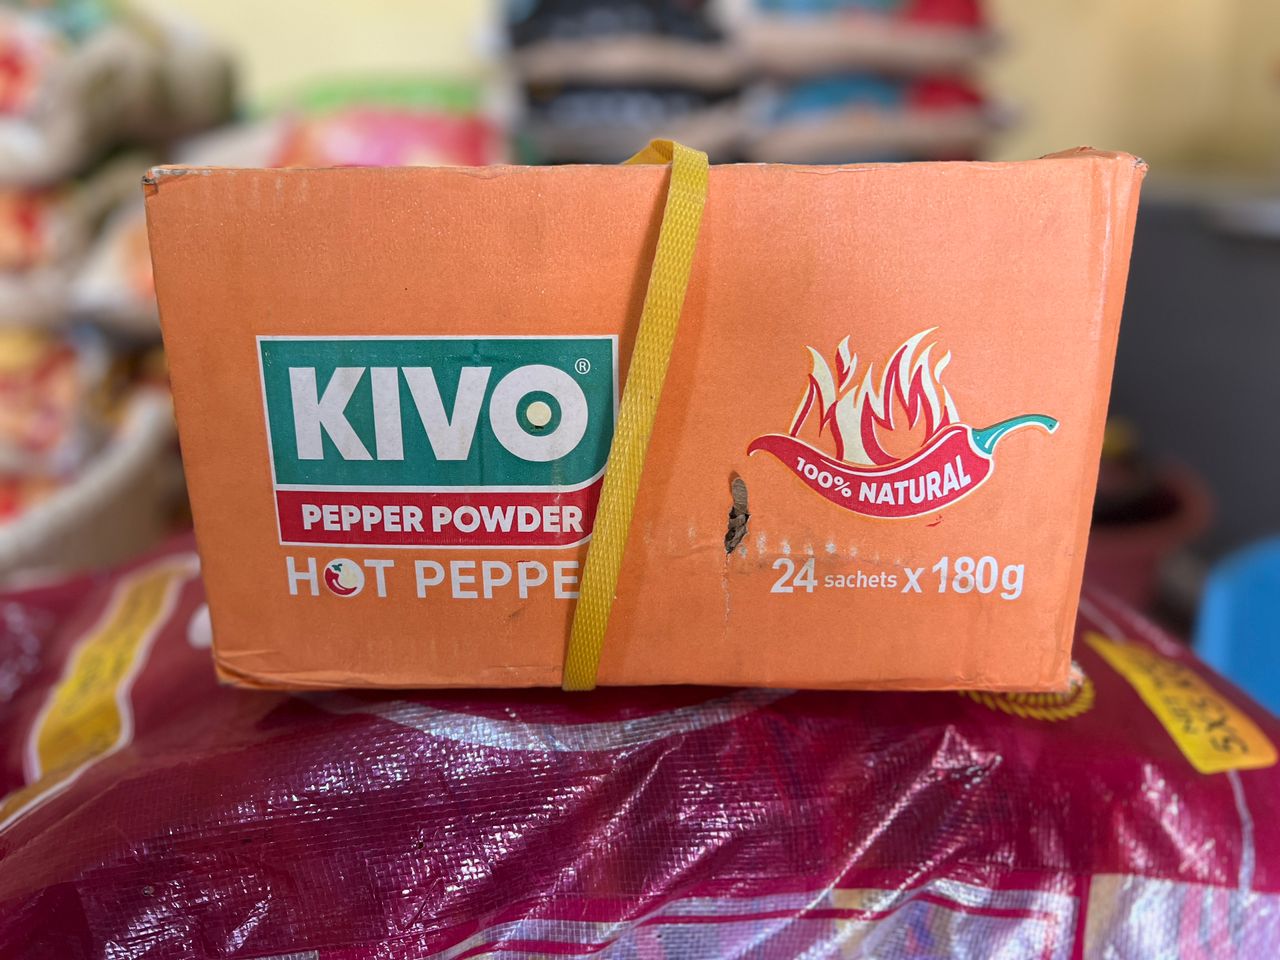 KIVO®
PEPPER POWDER
HOT PEPPE
100% NATURAL
24 sachets x 180g